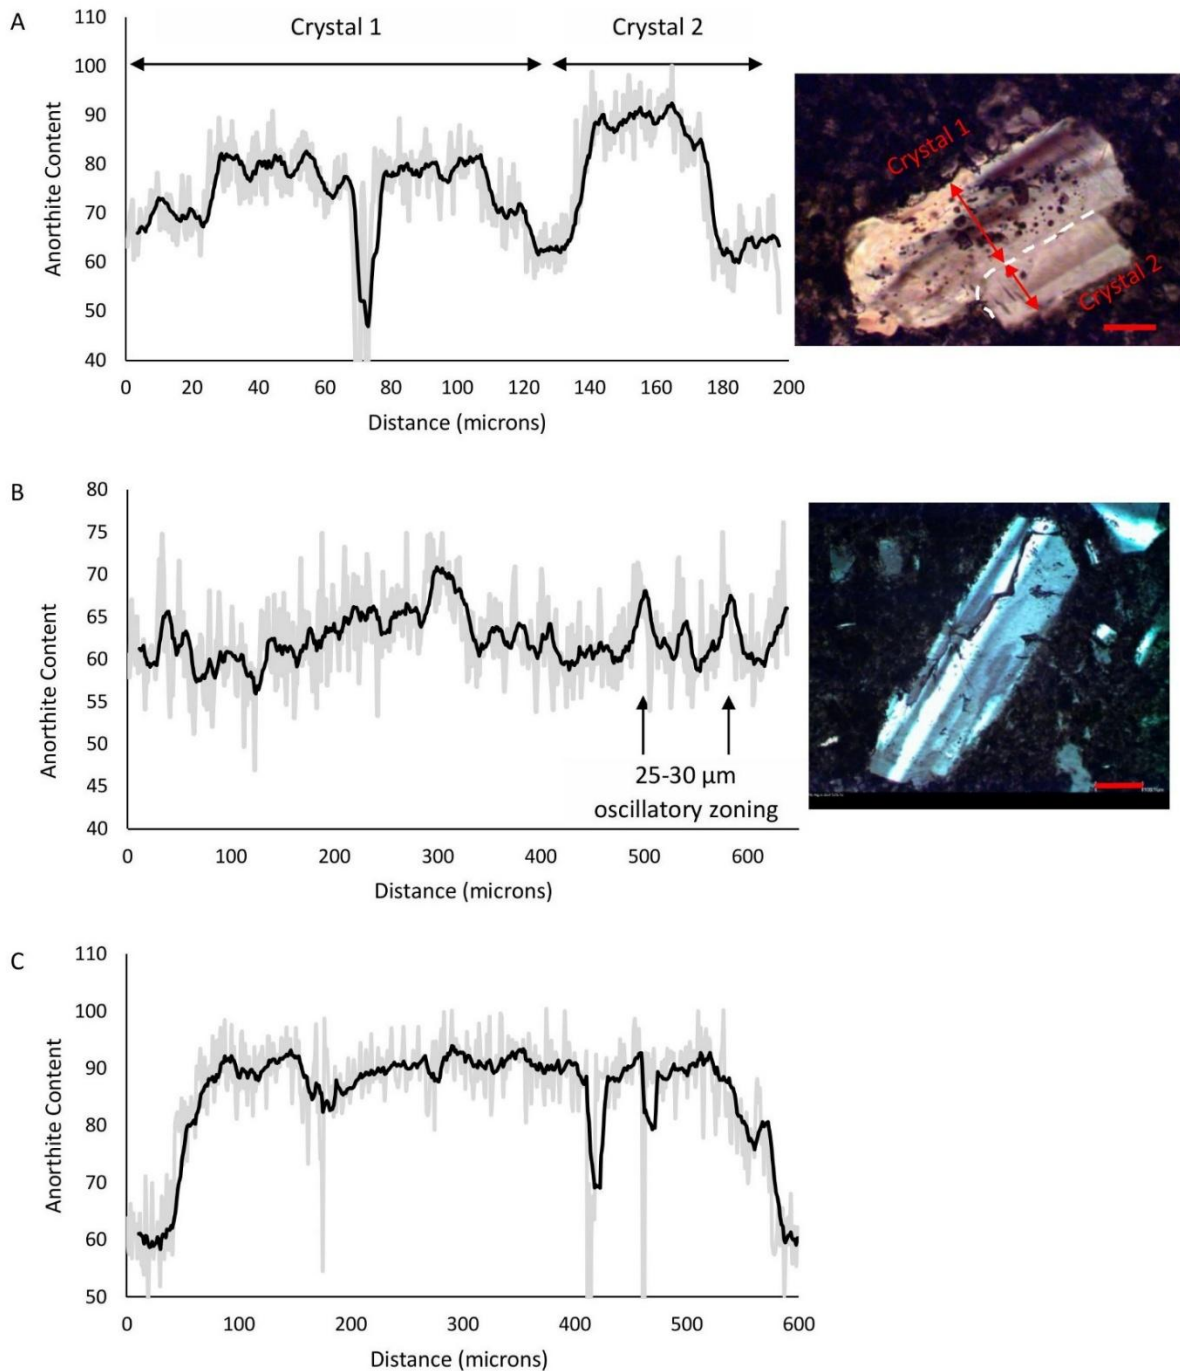 A
Crystal 1
Crystal 2
110
100
90
80
70
60
50
40
Anorthite Content
0 20 40 60 80 100 120 140 160 180 200
Distance (microns)
Crystal 1
Crystal 2
B
80
75
70
65
60
55
50
45
40
Anorthite Content
25-30 µm
oscillatory zoning
0 100 200 300 400 500 600
Distance (microns)
C
110
100
90
80
70
60
50
Anorthite Content
0 100 200 300 400 500 600
Distance (microns)